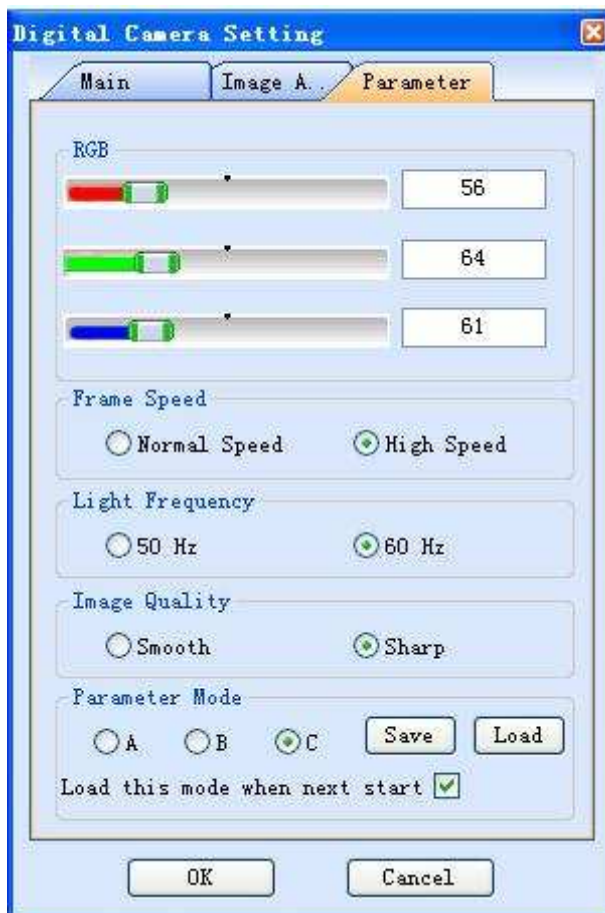 Digital Camera Setting
Main Image A.. Parameter
RGB
56
64
61
Frame Speed
Normal Speed High Speed
Light Frequency
50 Hz 60 Hz
Image Quality
Smooth Sharp
Parameter Mode
A B C Save Load
Load this mode when next start
OK Cancel